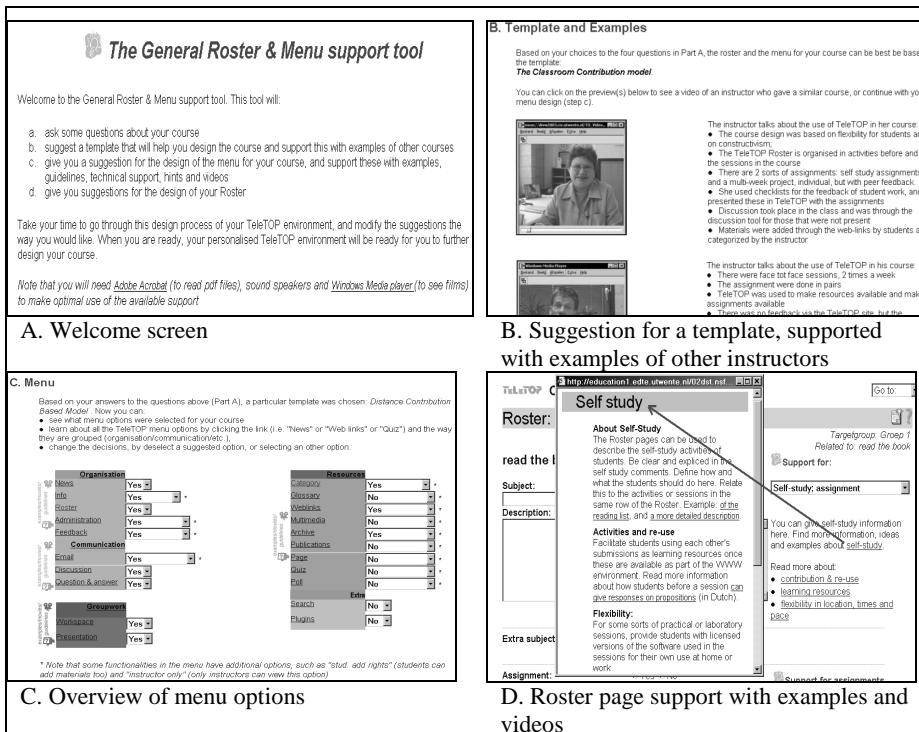 The General Roster & Menu support tool
Welcome to the General Roster & Menu support tool. This tool will:
a. ask some questions about your course
b. suggest a template that will help you design the course and support this with examples of other courses
c. give you a suggestion for the design of the menu for your course, and support these with examples,
guidelines, technical support, hints and videos
d. give you suggestions for the design of your Roster
Take your time to go through this design process of your TeleTOP environment, and modify the suggestions the
way you would like. When you are ready, your personalised TeleTOP environment will be ready for you to further
design your course.
Note that you will need Adobe Acrobat (to read pdf files), sound speakers and Windows Media player (to see films)
to make optimal use of the available support
A. Welcome screen
B. Template and Examples
Based on your choices to the four questions in Part A, the roster and the menu for your course can be best be base
the template:
The Classroom Contribution model.
You can click on the preview(s) below to see a video of an instructor who gave a similar course, or continue with yo
menu design (step c).
The instructor talks about the use of TeleTOP in her course:
● The course design was based on flexibility for students an
on constructivism;
● The TeleTOP Roster is organised in activities before and
the sessions in the course
● There are 2 sorts of assignments: self study assignments
and a multi-week project, individual, but with peer feedback.
● She used checklists for the feedback of student work, and
presented these in TeleTOP with the assignments
● Discussion took place in the class and was through the
discussion tool for those that were not present
● Materials were added through the web-links by students a
categorized by the instructor
Windows Media Player
The instructor talks about the use of TeleTOP in his course:
● There were face tot face sessions, 2 times a week
● The assignment were done in pairs
● TeleTOP was used to make resources available and mak
assignments available
● There was no feedback via the TeleTOP site, but the
B. Suggestion for a template, supported
with examples of other instructors
C. Menu
Based on your answers to the questions above (Part A), a particular template was chosen: Distance Contribution
Based Model. Now you can:
● see what menu options were selected for your course
● learn about all the TeleTOP menu options by clicking the link (i.e. "News" or "Web links" or "Quiz") and the way
they are grouped (organisation/communication/etc.),
● change the decisions, by deselect a suggested option, or selecting an other option.
Organisation
News Yes
Info Yes *
Roster Yes
Administration Yes *
Feedback Yes *
Communication
Email Yes *
Discussion Yes
Question & answer Yes
Groupwork
Workspace Yes
Presentation Yes
Resources
Category Yes *
Glossary No *
Weblinks Yes *
Multimedia No *
Archive Yes *
Publications No *
Page No *
Quiz No *
Poll No *
Extra
Search No
Plugins No
* Note that some functionalities in the menu have additional options, such as "stud. add rights" (students can
add materials too) and "instructor only" (only instructors can view this option)
C. Overview of menu options
TeLeTOP
http://education1.edte.utwente.nl/02dst.nsf
Go to:
Roster:
Self study
Targetgroup: Groep 1
Related to: read the book
read the b
Subject:
Description:
Extra subject
Assignment:
About Self-Study
The Roster pages can be used to
describe the self-study activities of
students. Be clear and expliced in the
self study comments. Define how and
what the students should do here. Relate
this to the activities or sessions in the
same row of the Roster. Example: of the
reading list, and a more detailed description.
Activities and re-use
Facilitate students using each other's
submissions as learning resources once
these are available as part of the WWW
environment. Read more information
about how students before a session can
give responses on propositions (in Dutch).
Flexibility:
For some sorts of practical or laboratory
sessions, provide students with licensed
versions of the software used in the
sessions for their own use at home or
work
Support for:
Self-study; assignment
You can give self-study information
here. Find more information, ideas
and examples about self-study.
Read more about:
● contribution & re-use
● learning resources
● flexibility in location, times and
pace
Support for assignments
D. Roster page support with examples and
videos